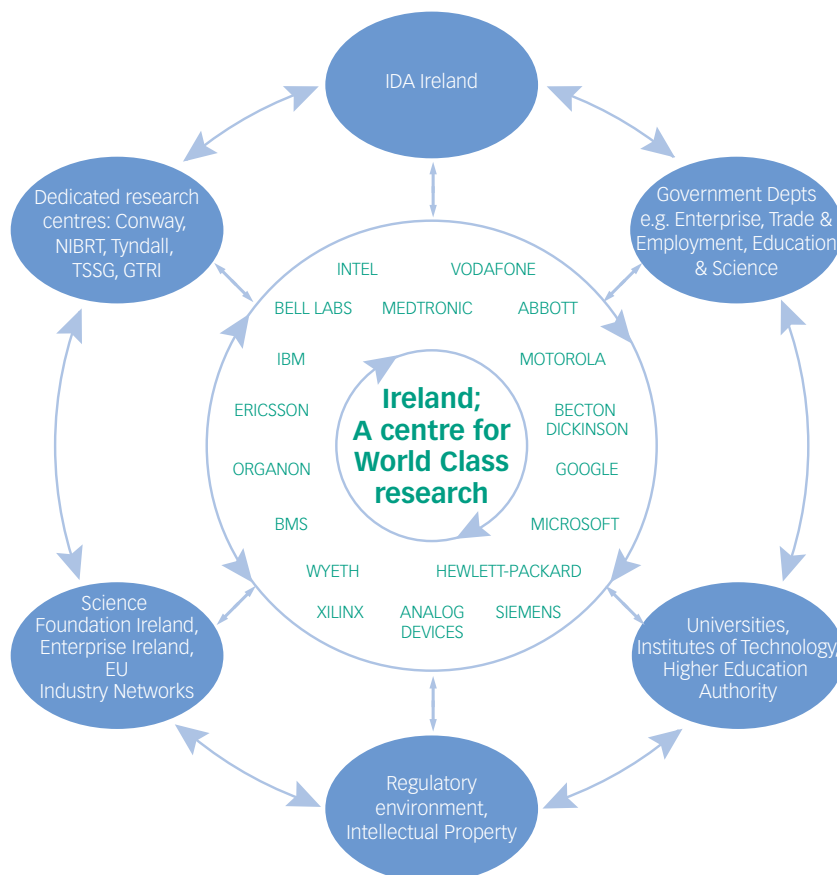 IDA Ireland
Dedicated research
centres: Conway,
NIBRT, Tyndall,
TSSG, GTRI
Government Depts
e.g. Enterprise, Trade &
Employment, Education
& Science
INTEL
VODAFONE
BELL LABS
MEDTRONIC
ABBOTT
IBM
MOTOROLA
ERICSSON
BECTON
DICKINSON
ORGANON
GOOGLE
BMS
MICROSOFT
WYETH
HEWLETT-PACKARD
XILINX
ANALOG
DEVICES
SIEMENS
Ireland;
A centre for
World Class
research
Science
Foundation Ireland,
Enterprise Ireland,
EU
Industry Networks
Universities,
Institutes of Technology,
Higher Education
Authority
Regulatory
environment,
Intellectual Property